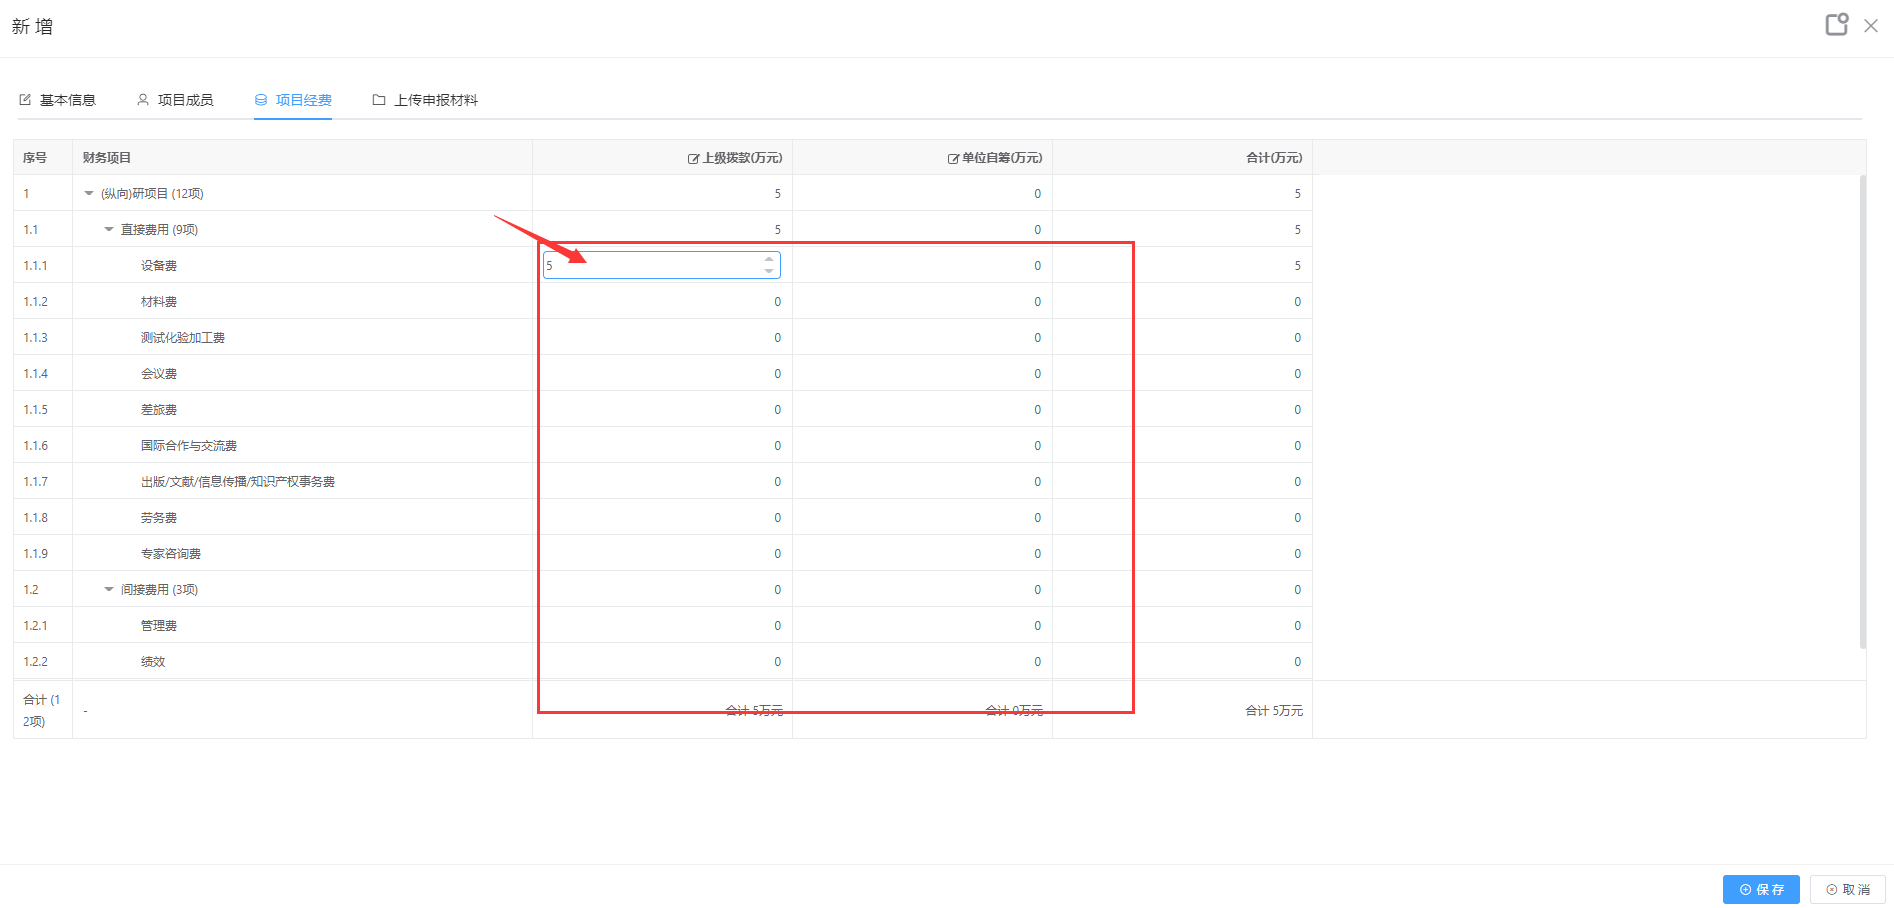 新 增
基本信息 项目成员 项目经费 上传申报材料
序号 财务项目 上级拨款(万元) 单位自筹(万元) 合计(万元)
1 (纵向)研项目 (12项) 5 0 5
1.1 直接费用 (9项) 5 0 5
1.1.1 设备费 5 0 5
1.1.2 材料费 0 0 0
1.1.3 测试化验加工费 0 0 0
1.1.4 会议费 0 0 0
1.1.5 差旅费 0 0 0
1.1.6 国际合作与交流费 0 0 0
1.1.7 出版/文献/信息传播/知识产权事务费 0 0 0
1.1.8 劳务费 0 0 0
1.1.9 专家咨询费 0 0 0
1.2 间接费用 (3项) 0 0 0
1.2.1 管理费 0 0 0
1.2.2 绩效 0 0 0
合计 (1
2项) - 合计 5万元 合计 0万元 合计 5万元
保存 取消